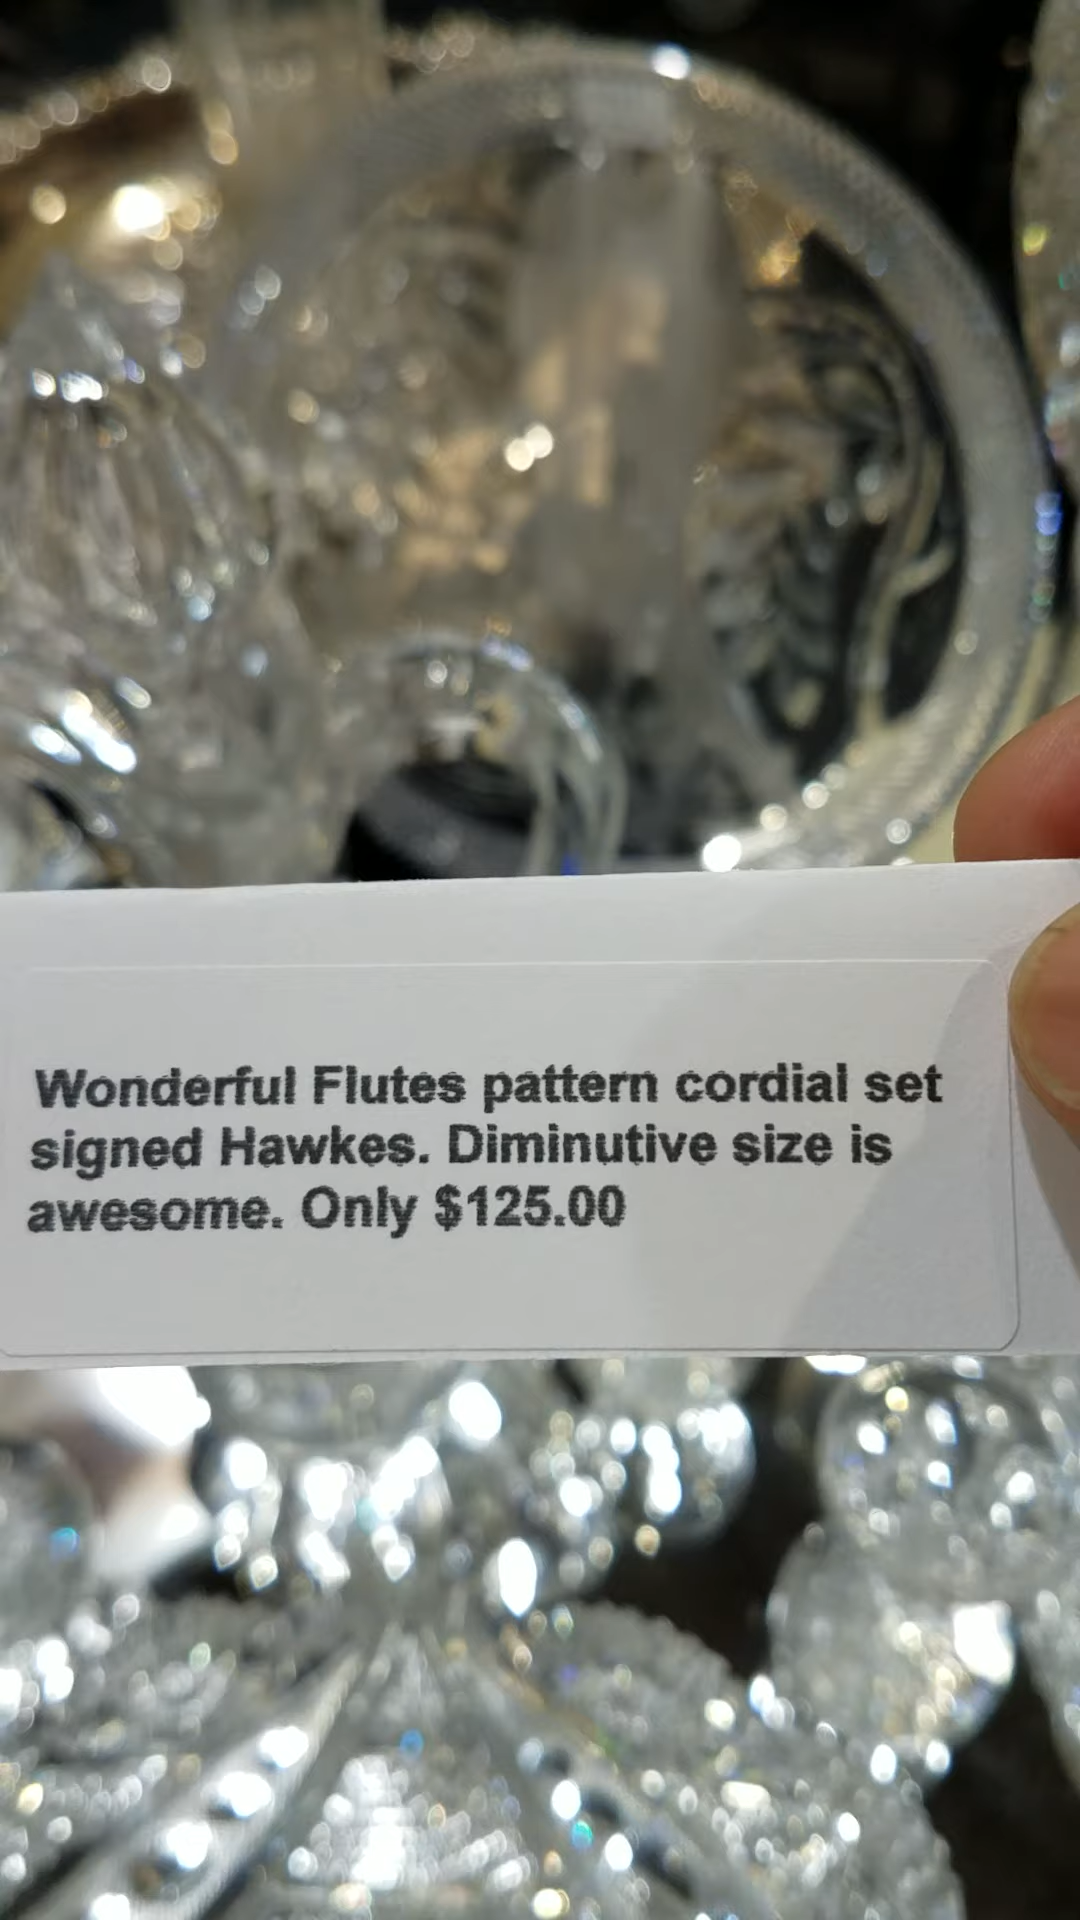 Wonderful Flutes pattern cordial set
signed Hawkes. Diminutive size is
awesome. Only $125.00